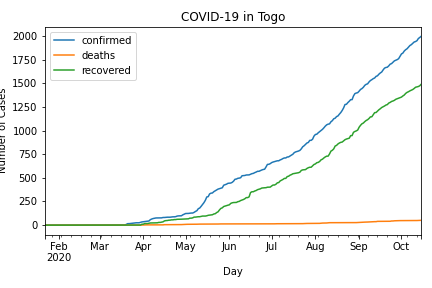 COVID-19 in Togo
confirmed
deaths
recovered
2000
1750
1500
1250
1000
750
500
250
0
Number of Cases
Feb Mar Apr May Jun Jul Aug Sep Oct
2020
Day